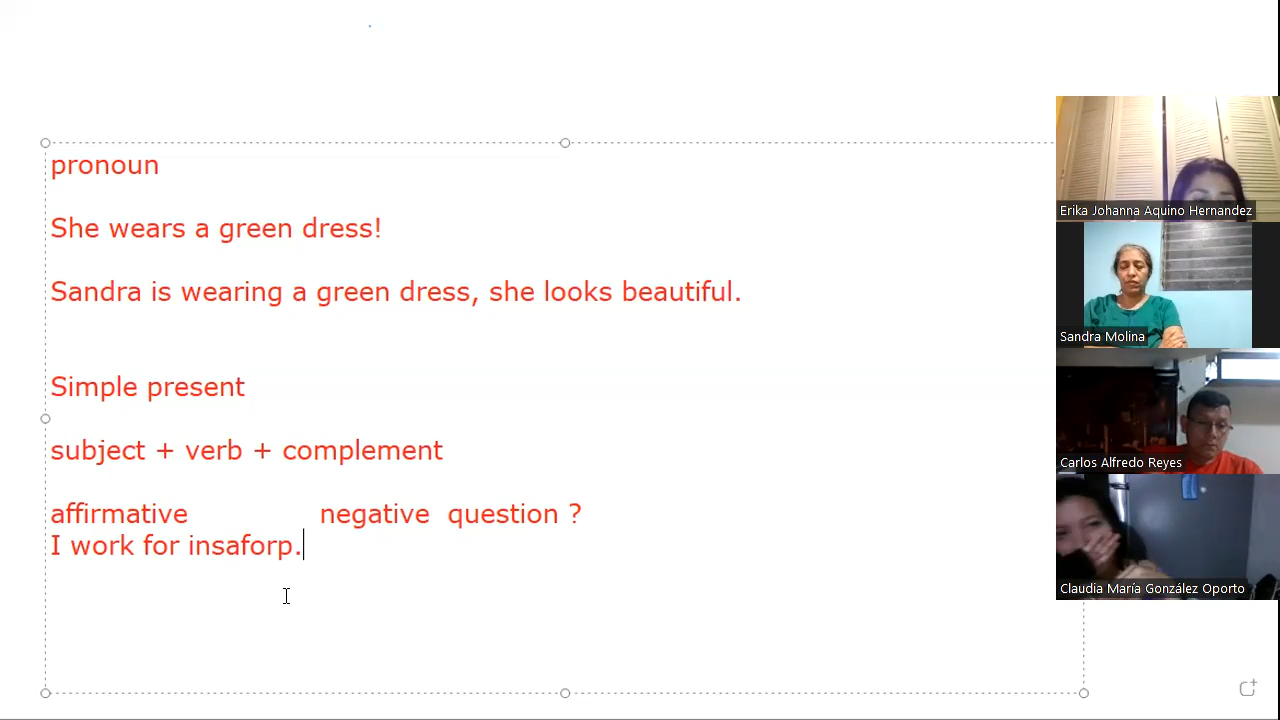 pronoun
She wears a green dress!
Sandra is wearing a green dress, she looks beautiful.
Simple present
subject + verb + complement
affirmative negative question ?
I work for insaforp.
Erika Johanna Aquino Hernandez
Sandra Molina
Carlos Alfredo Reyes
Claudia María González Oporto